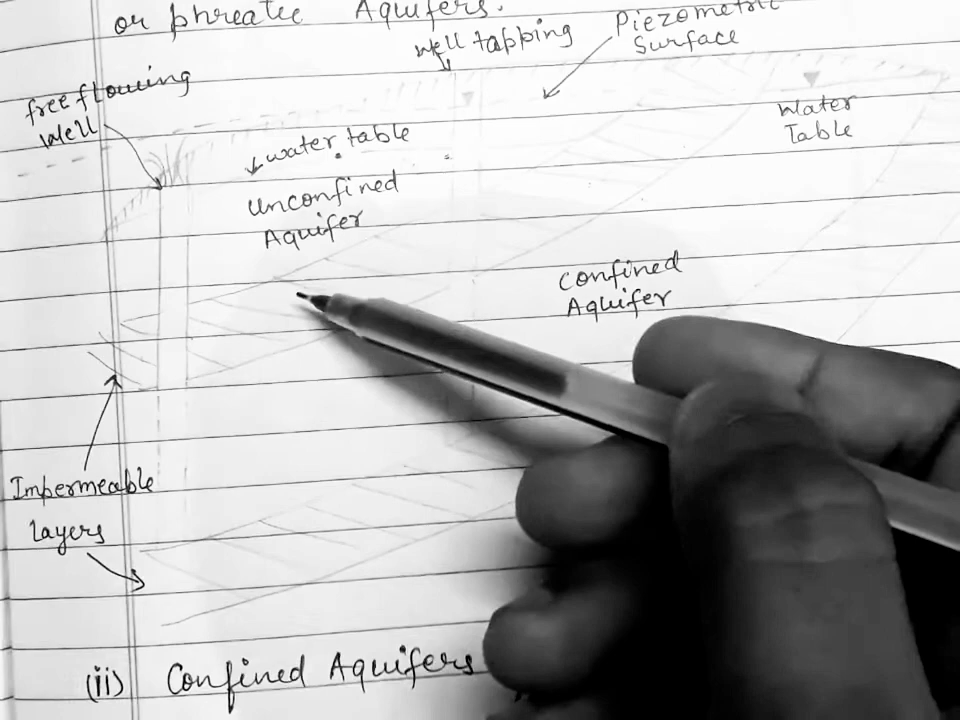 or phreatic Aquifers.
well tapping
Piezometric
Surface
free flowing
well
Water
Table
water table
Unconfined
Aquifer
Confined
Aquifer
Impermeable
layers
(ii) Confined Aquifers